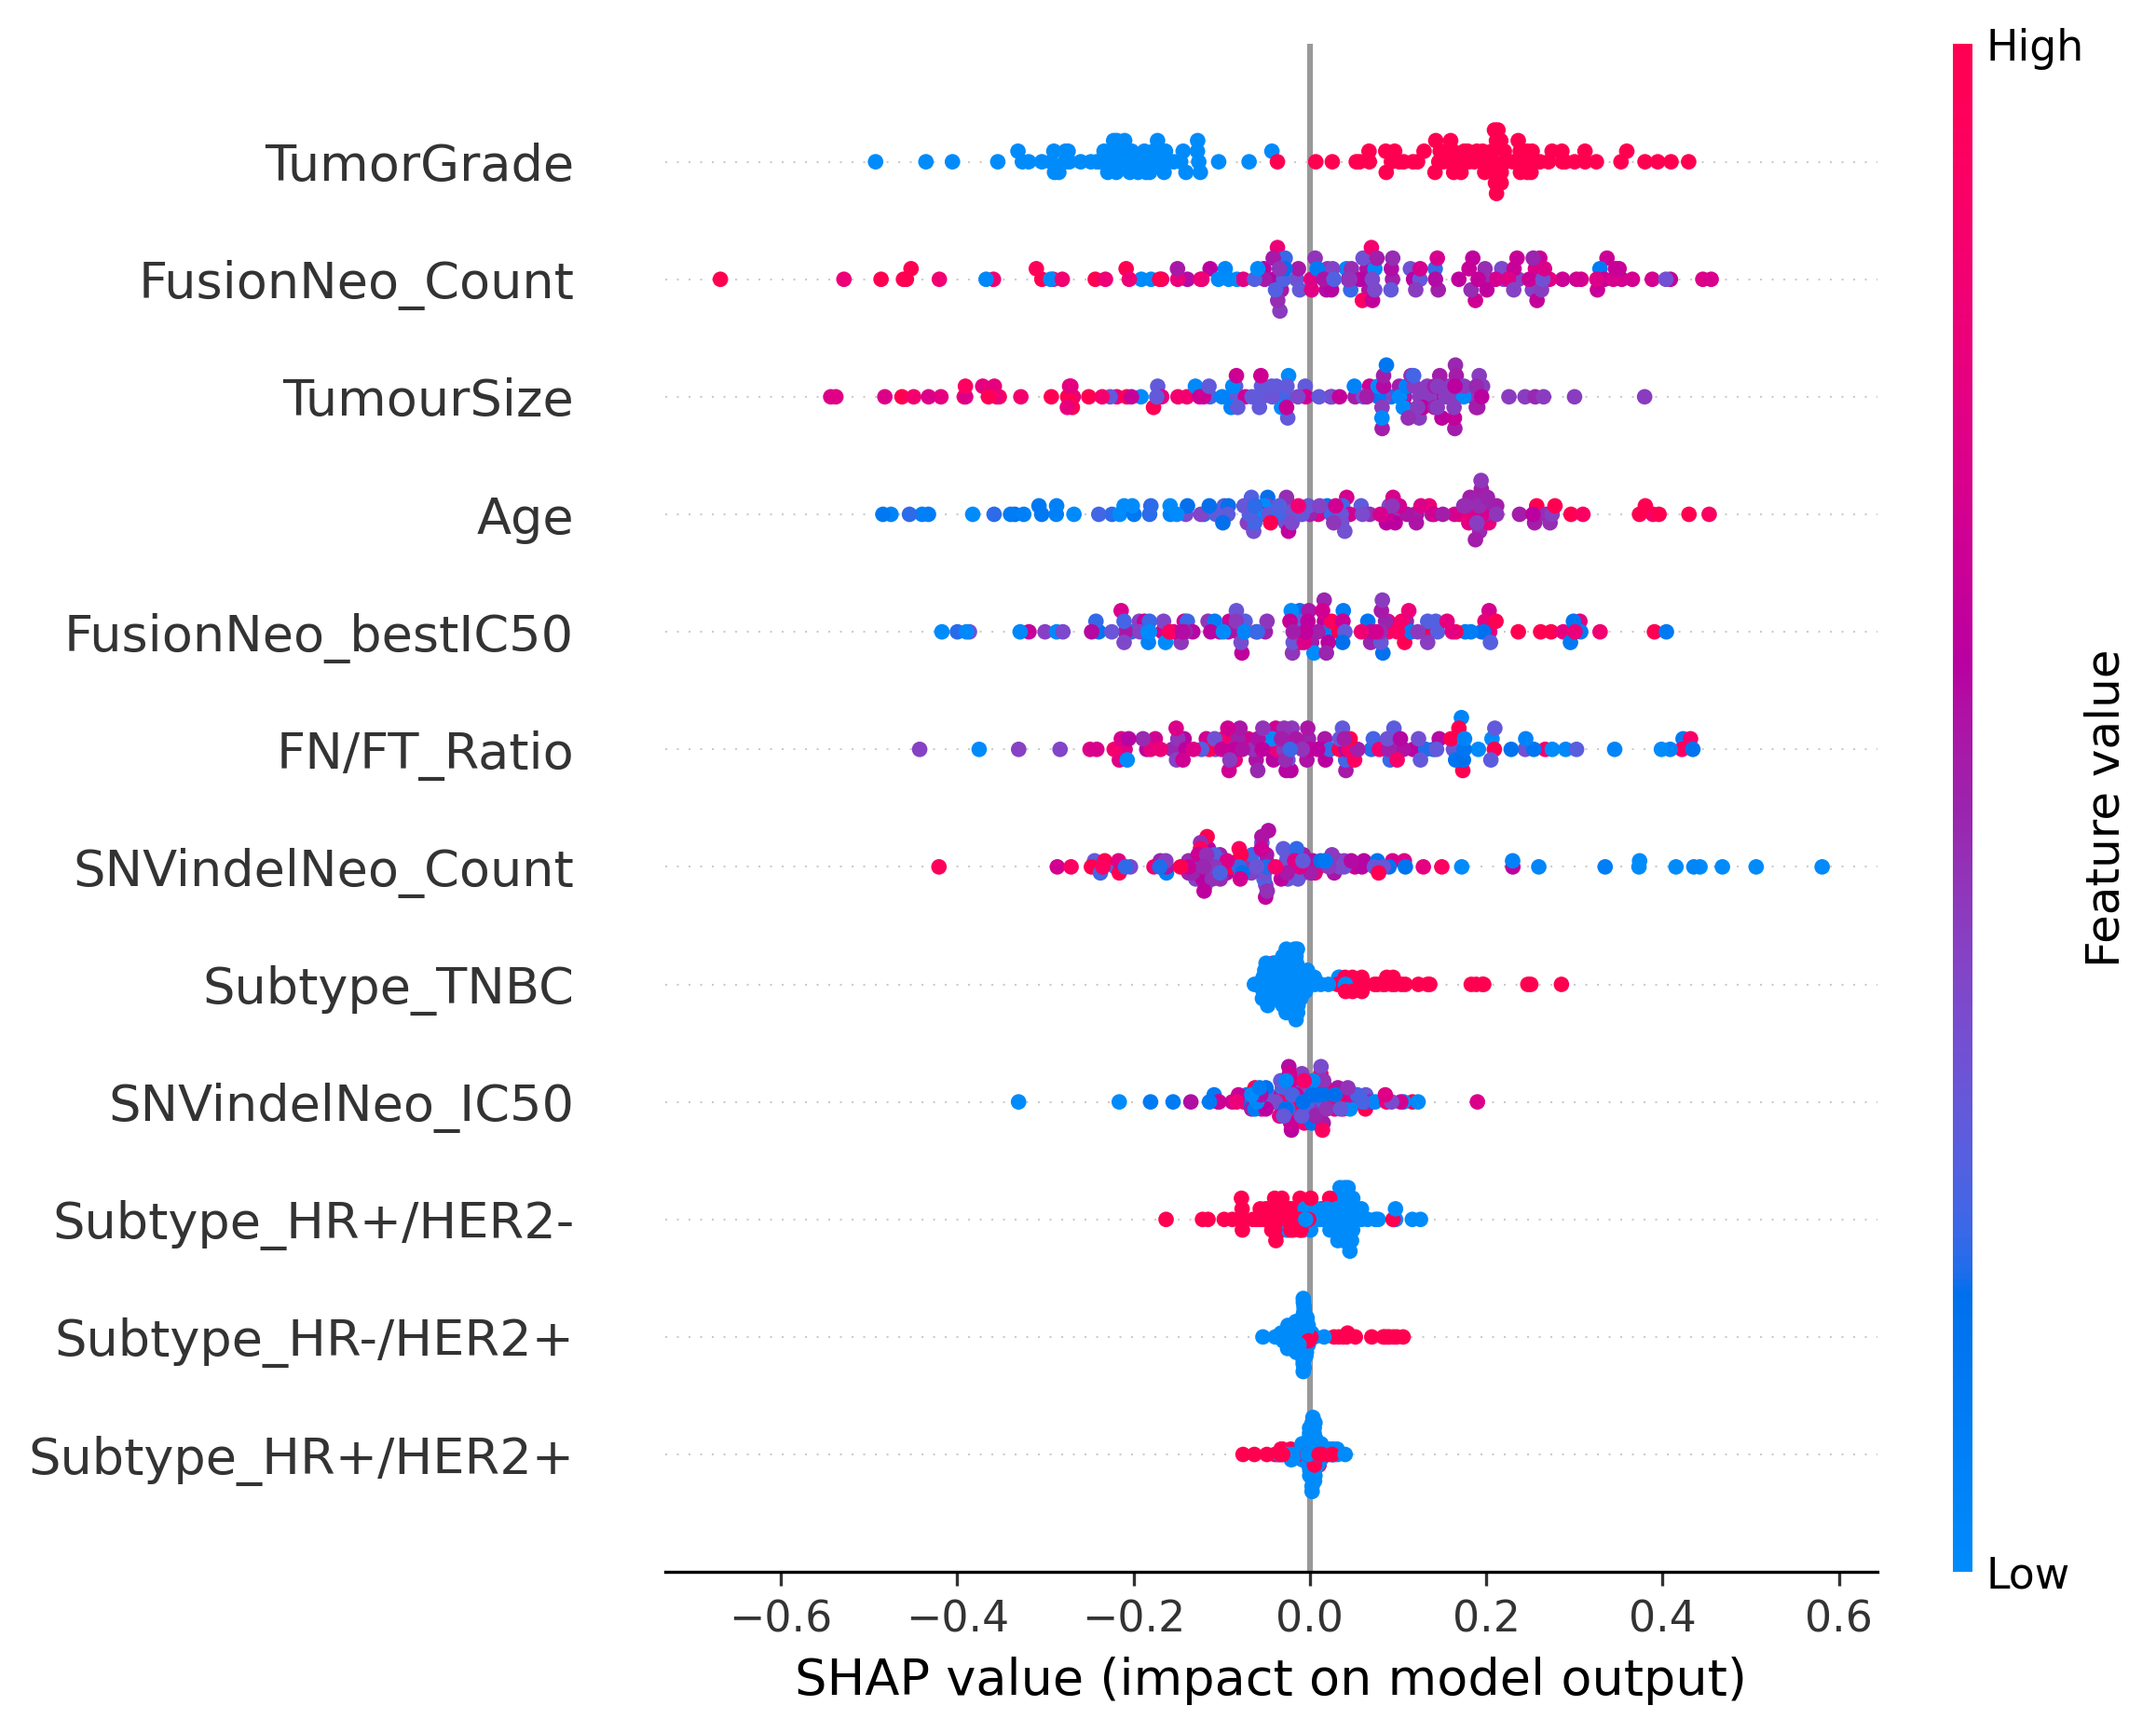 High
TumorGrade
FusionNeo_Count
TumourSize
Age
FusionNeo_bestIC50
FN/FT_Ratio
SNVindelNeo_Count
Subtype_TNBC
SNVindelNeo_IC50
Subtype_HR+/HER2-
Subtype_HR-/HER2+
Subtype_HR+/HER2+
Feature value
Low
−0.6 −0.4 −0.2 0.0 0.2 0.4 0.6
SHAP value (impact on model output)